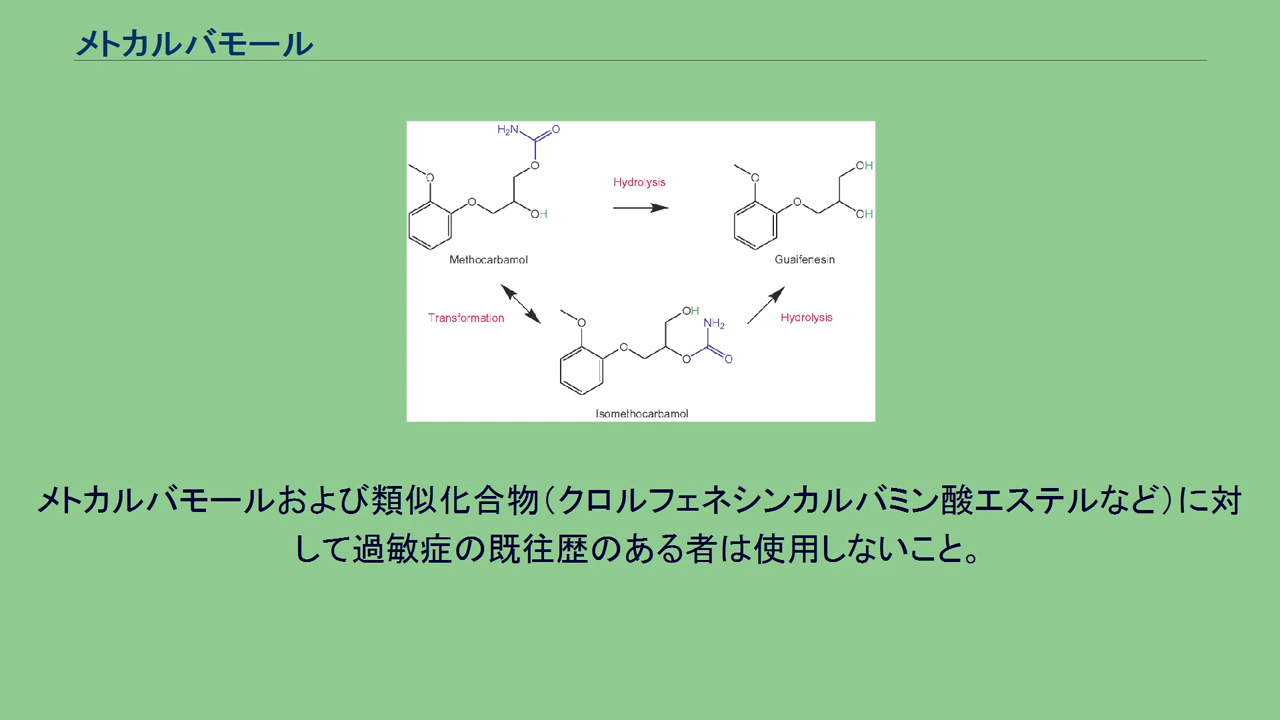 メトカルバモール
H2N
O
O
O
O
OH
Methocarbamol
Hydrolysis
OH
O
O
OH
Guaifenesin
Transformation
Hydrolysis
OH
O
NH2
O
O
O
Isomethocarbamol
メトカルバモールおよび類似化合物（クロルフェネシンカルバミン酸エステルなど）に対
して過敏症の既往歴のある者は使用しないこと。